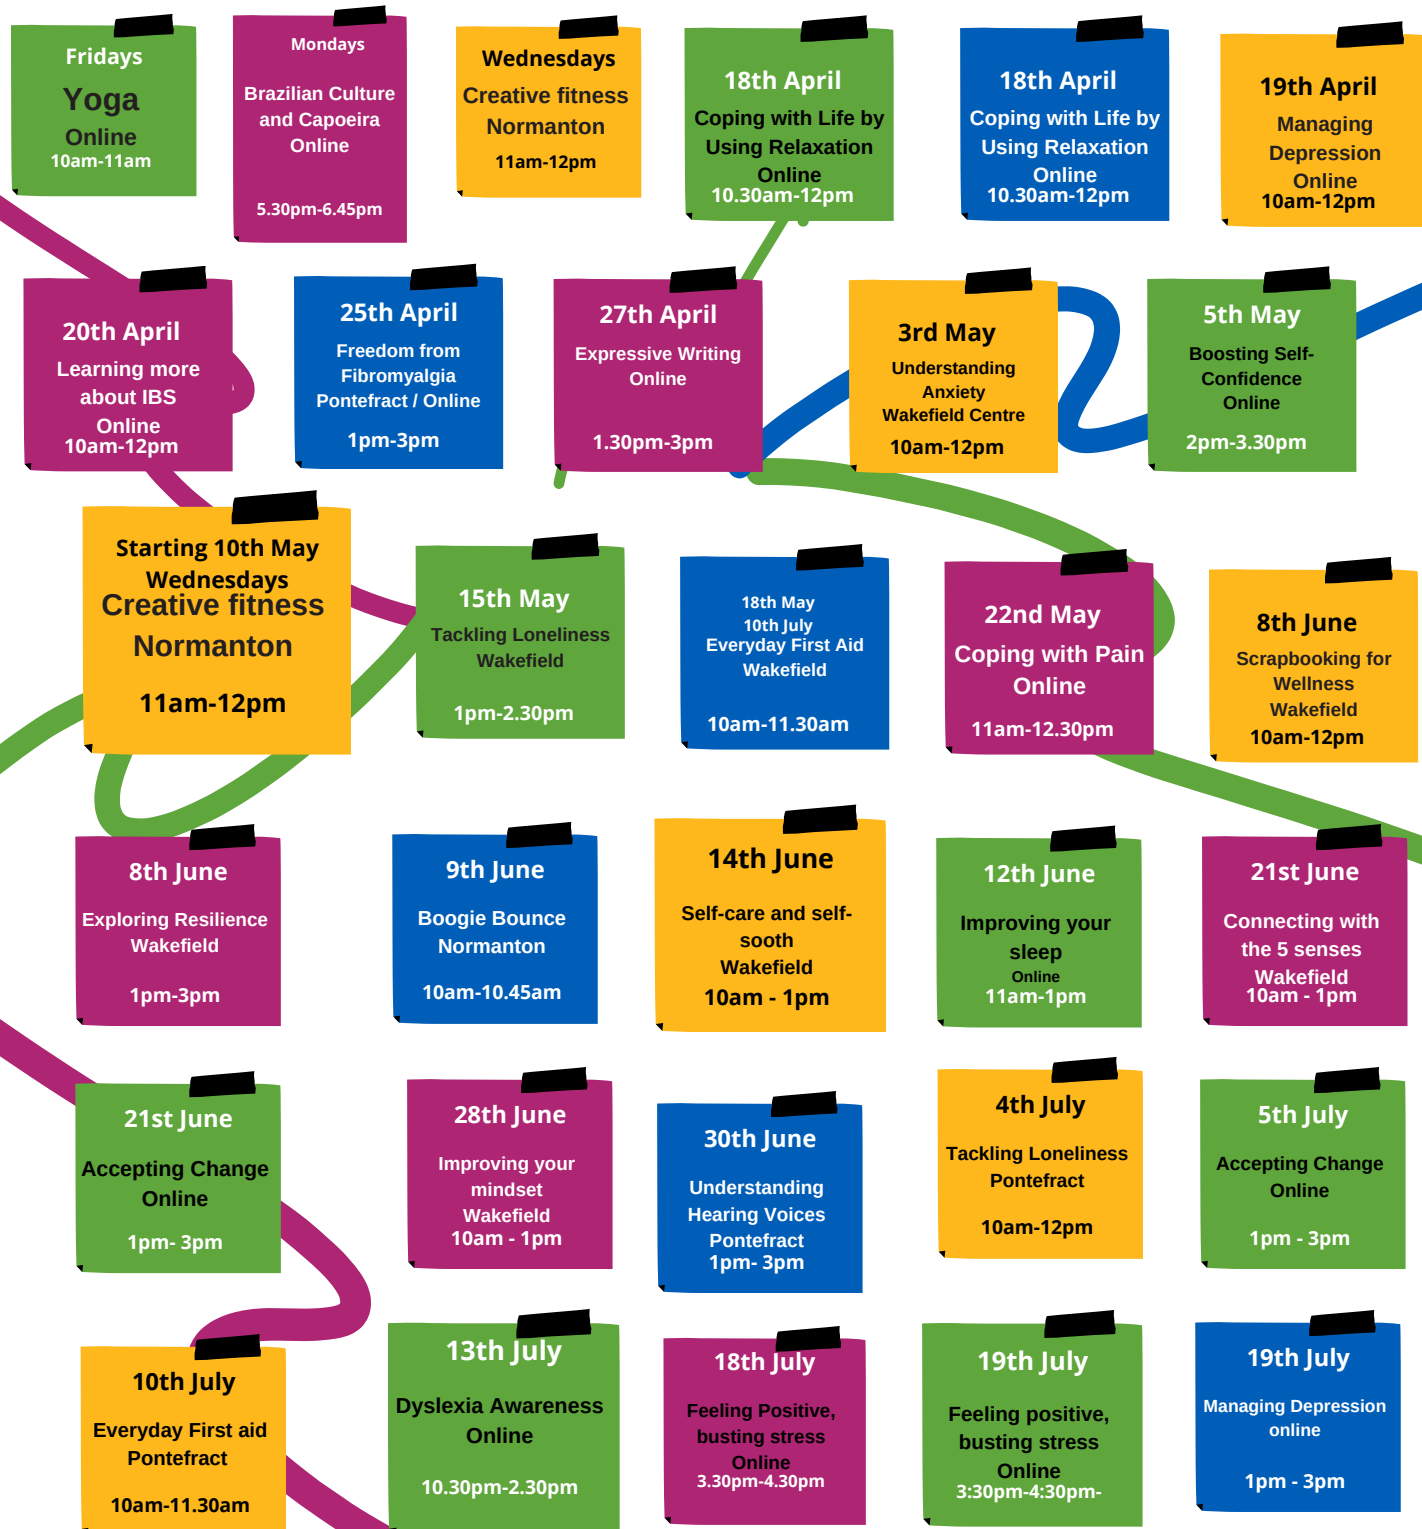 Fridays
Yoga
Online
10am-11am
Mondays
Brazilian Culture
and Capoeira
Online
5.30pm-6.45pm
Wednesdays
Creative fitness
Normanton
11am-12pm
18th April
Coping with Life by
Using Relaxation
Online
10.30am-12pm
18th April
Coping with Life by
Using Relaxation
Online
10.30am-12pm
19th April
Managing
Depression
Online
10am-12pm
20th April
Learning more
about IBS
Online
10am-12pm
25th April
Freedom from
Fibromyalgia
Pontefract / Online
1pm-3pm
27th April
Expressive Writing
Online
1.30pm-3pm
3rd May
Understanding
Anxiety
Wakefield Centre
10am-12pm
5th May
Boosting Self-
Confidence
Online
2pm-3.30pm
Starting 10th May
Wednesdays
Creative fitness
Normanton
11am-12pm
15th May
Tackling Loneliness
Wakefield
1pm-2.30pm
18th May
10th July
Everyday First Aid
Wakefield
10am-11.30am
22nd May
Coping with Pain
Online
11am-12.30pm
8th June
Scrapbooking for
Wellness
Wakefield
10am-12pm
8th June
Exploring Resilience
Wakefield
1pm-3pm
9th June
Boogie Bounce
Normanton
10am-10.45am
14th June
Self-care and self-
sooth
Wakefield
10am - 1pm
12th June
Improving your
sleep
Online
11am-1pm
21st June
Connecting with
the 5 senses
Wakefield
10am - 1pm
21st June
Accepting Change
Online
1pm- 3pm
28th June
Improving your
mindset
Wakefield
10am - 1pm
30th June
Understanding
Hearing Voices
Pontefract
1pm- 3pm
4th July
Tackling Loneliness
Pontefract
10am-12pm
5th July
Accepting Change
Online
1pm - 3pm
10th July
Everyday First aid
Pontefract
10am-11.30am
13th July
Dyslexia Awareness
Online
10.30pm-2.30pm
18th July
Feeling Positive,
busting stress
Online
3.30pm-4.30pm
19th July
Feeling positive,
busting stress
Online
3:30pm-4:30pm-
19th July
Managing Depression
online
1pm - 3pm